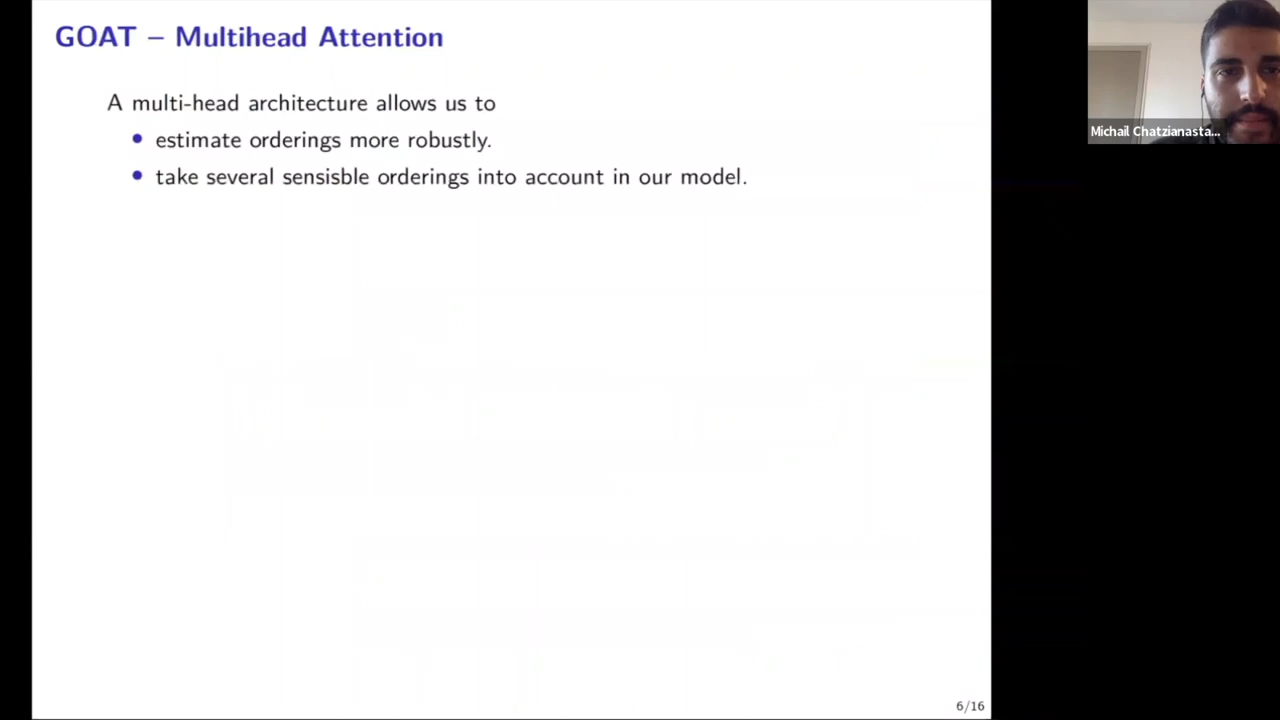 GOAT – Multihead Attention
A multi-head architecture allows us to
• estimate orderings more robustly.
• take several sensisble orderings into account in our model.
Michail Chatzianasta...
6/16